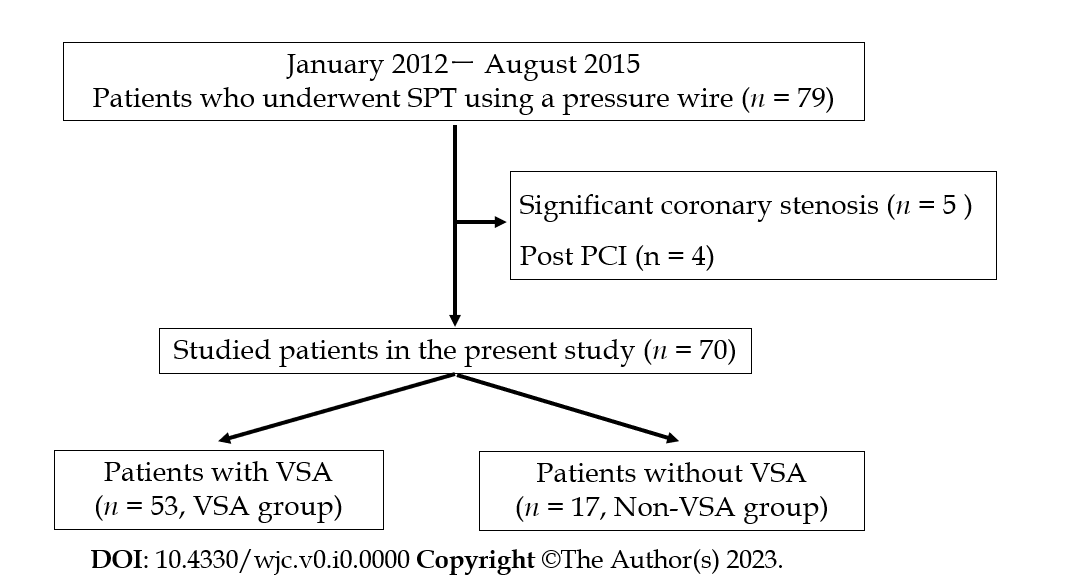 January 2012— August 2015
Patients who underwent SPT using a pressure wire (n = 79)
Significant coronary stenosis (n = 5 )
Post PCI (n = 4)
Studied patients in the present study (n = 70)
Patients with VSA
(n = 53, VSA group)
Patients without VSA
(n = 17, Non-VSA group)
DOI: 10.4330/wjc.v0.i0.0000 Copyright ©The Author(s) 2023.